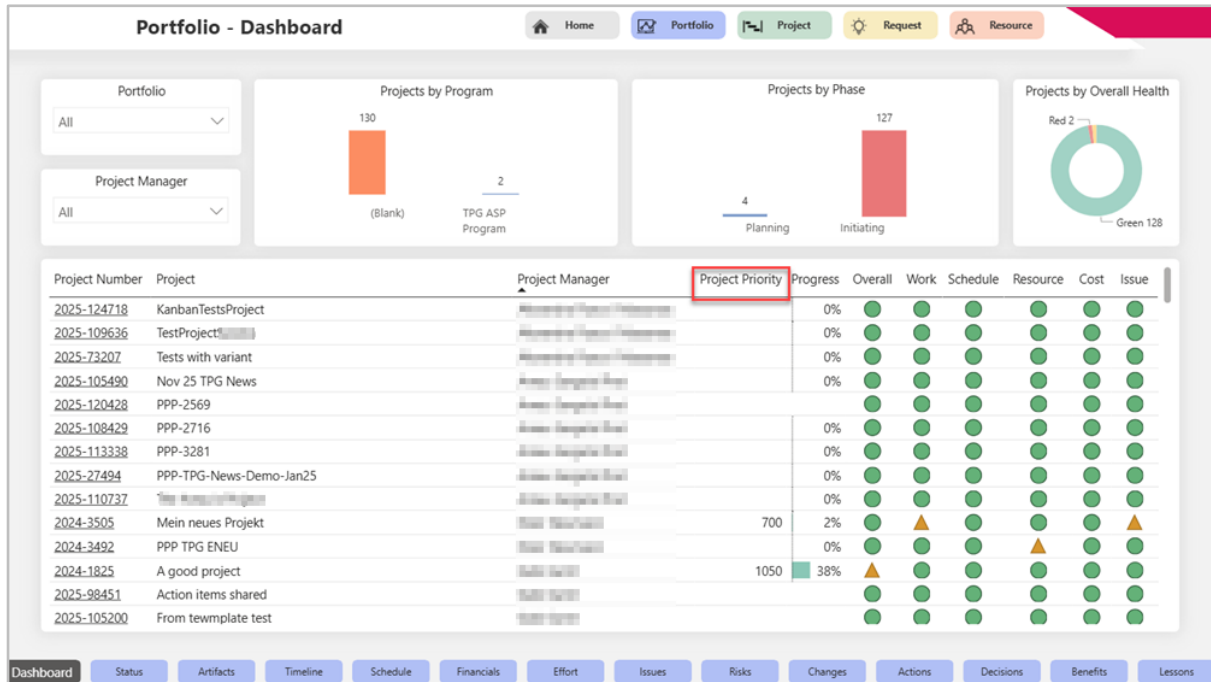 Portfolio - Dashboard
Home
Portfolio
Project
Request
Resource
Portfolio
All
Project Manager
All
Projects by Program
130
2
(Blank)
TPG ASP
Program
Projects by Phase
127
4
Planning
Initiating
Projects by Overall Health
Red 2
Green 128
Project Number Project Project Manager Project Priority Progress Overall Work Schedule Resource Cost Issue
2025-124718 KanbanTestsProject 0%
2025-109636 TestProject 0%
2025-73207 Tests with variant 0%
2025-105490 Nov 25 TPG News 0%
2025-120428 PPP-2569
2025-108429 PPP-2716 0%
2025-113338 PPP-3281 0%
2025-27494 PPP-TPG-News-Demo-Jan25 0%
2025-110737 0%
2024-3505 Mein neues Projekt 700 2%
2024-3492 PPP TPG ENEU 0%
2024-1825 A good project 1050 38%
2025-98451 Action items shared
2025-105200 From tewmplate test
Dashboard Status Artifacts Timeline Schedule Financials Effort Issues Risks Changes Actions Decisions Benefits Lessons